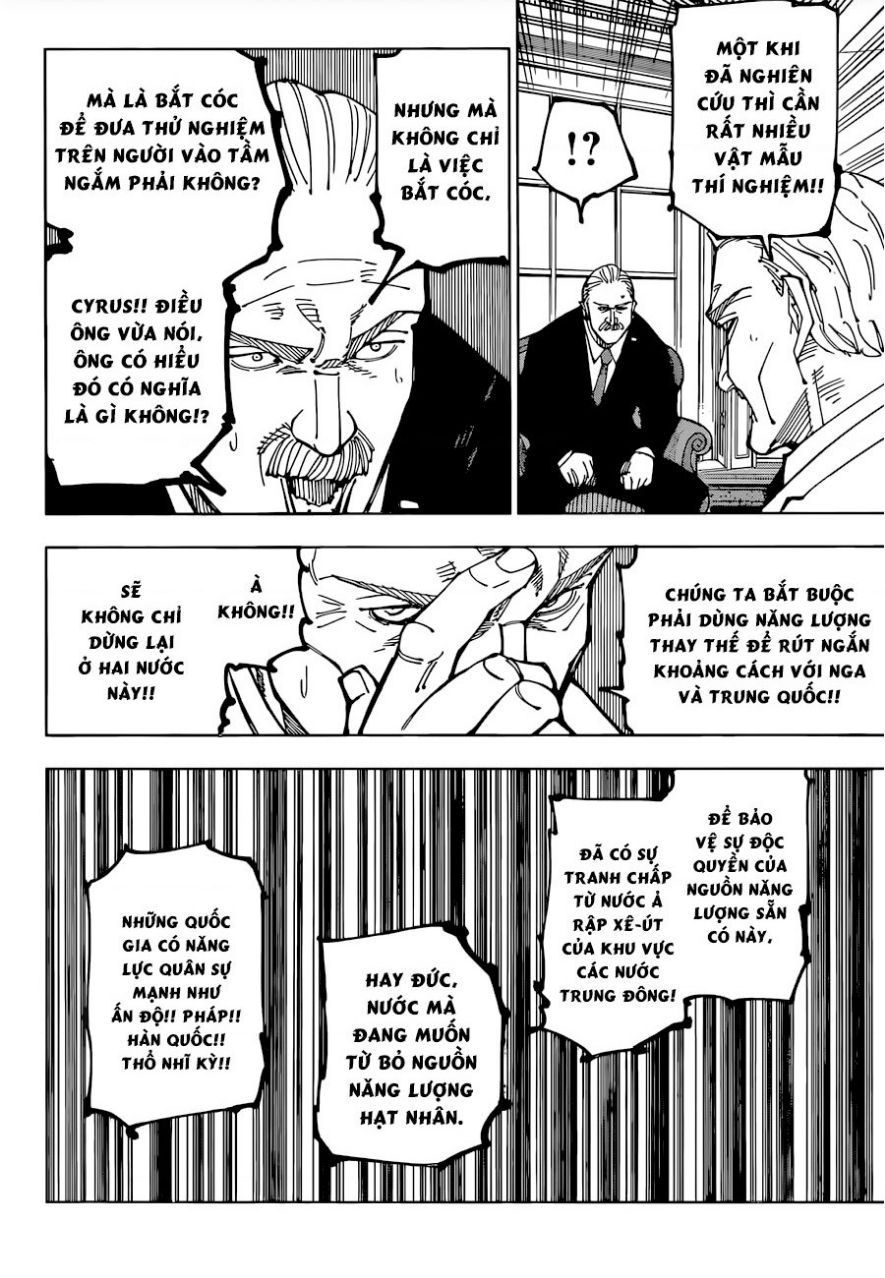 MỘT KHI
ĐÃ NGHIÊN
CỨU THÌ CẦN
RẤT NHIỀU
VẬT MẪU
THÍ NGHIỆM!!
!?
NHƯNG MÀ
KHÔNG CHỈ
LÀ VIỆC
BẮT CÓC,
MÀ LÀ BẮT CÓC
ĐỂ ĐƯA THỬ NGHIỆM
TRÊN NGƯỜI VÀO TẦM
NGẮM PHẢI KHÔNG?
CYRUS!! ĐIỀU
ÔNG VỪA NÓI,
ÔNG CÓ HIỂU
ĐÓ CÓ NGHĨA
LÀ GÌ KHÔNG!?
CHÚNG TA BẮT BUỘC
PHẢI DÙNG NĂNG LƯỢNG
THAY THẾ ĐỂ RÚT NGẮN
KHOẢNG CÁCH VỚI NGA
VÀ TRUNG QUỐC!!
À
KHÔNG!!
SẼ
KHÔNG CHỈ
DỪNG LẠI
Ở HAI NƯỚC
NÀY!!
ĐỂ BẢO
VỆ SỰ ĐỘC
QUYỀN CỦA
NGUỒN NĂNG
LƯỢNG SẴN
CÓ NÀY,
ĐÃ CÓ SỰ
TRANH CHẤP
TỪ NƯỚC Ả
RẬP XÊ-ÚT
CỦA KHU VỰC
CÁC NƯỚC
TRUNG ĐÔNG!
HAY ĐỨC,
NƯỚC MÀ
ĐANG MUỐN
TỪ BỎ NGUỒN
NĂNG LƯỢNG
HẠT NHÂN.
NHỮNG QUỐC
GIA CÓ NĂNG
LỰC QUÂN SỰ
MẠNH NHƯ
ẤN ĐỘ!! PHÁP!!
HÀN QUỐC!!
THỔ NHĨ KỲ!!